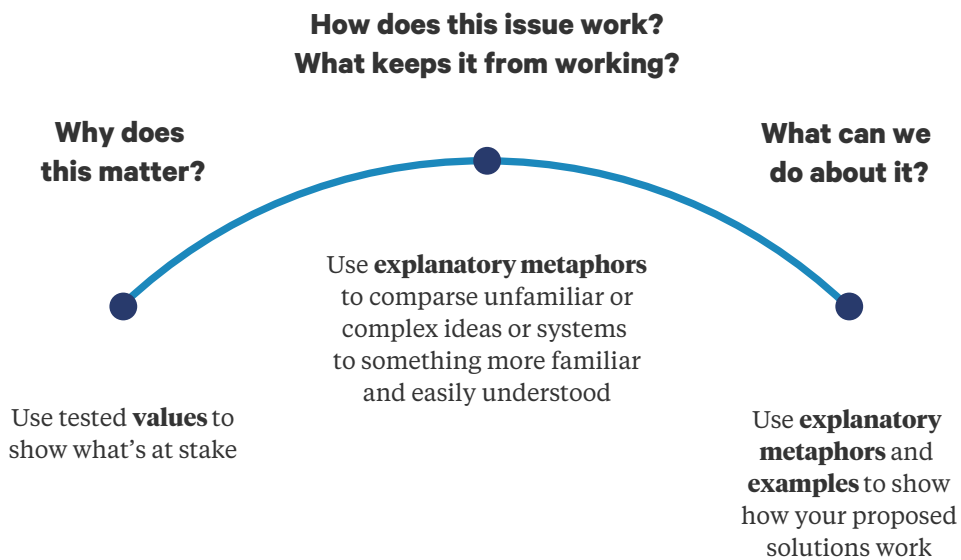 How does this issue work?
What keeps it from working?
Why does
this matter?
What can we
do about it?
Use explanatory metaphors
to comparse unfamiliar or
complex ideas or systems
to something more familiar
and easily understood
Use tested values to
show what's at stake
Use explanatory
metaphors and
examples to show
how your proposed
solutions work